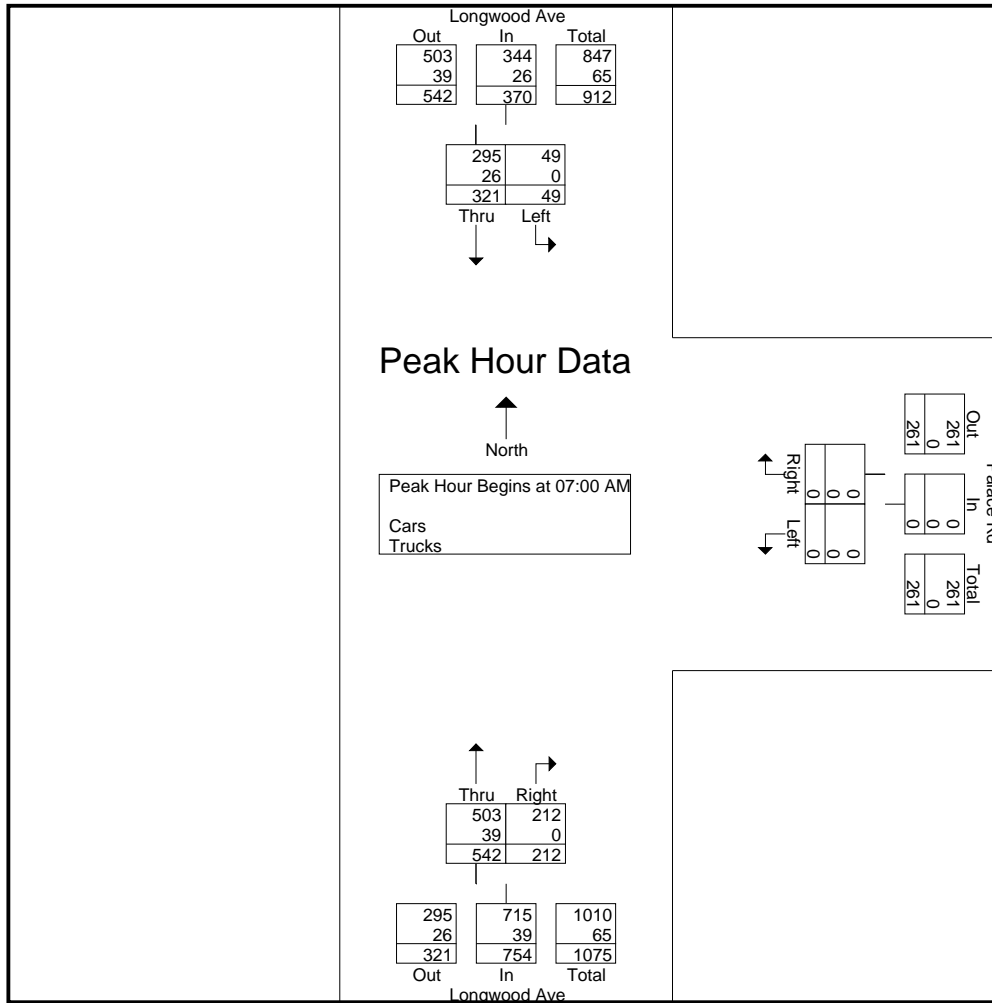 Longwood Ave
Out In Total
503 344 847
39 26 65
542 370 912
295 49
26 0
321 49
Thru Left
Peak Hour Data
North
Peak Hour Begins at 07:00 AM
Cars
Trucks
Right Left
0 0
0 0
0 0
Out In Total
261 0 261
0 0 0
261 0 261
Thru Right
503 212
39 0
542 212
295 715 1010
26 39 65
321 754 1075
Out In Total
Longwood Ave